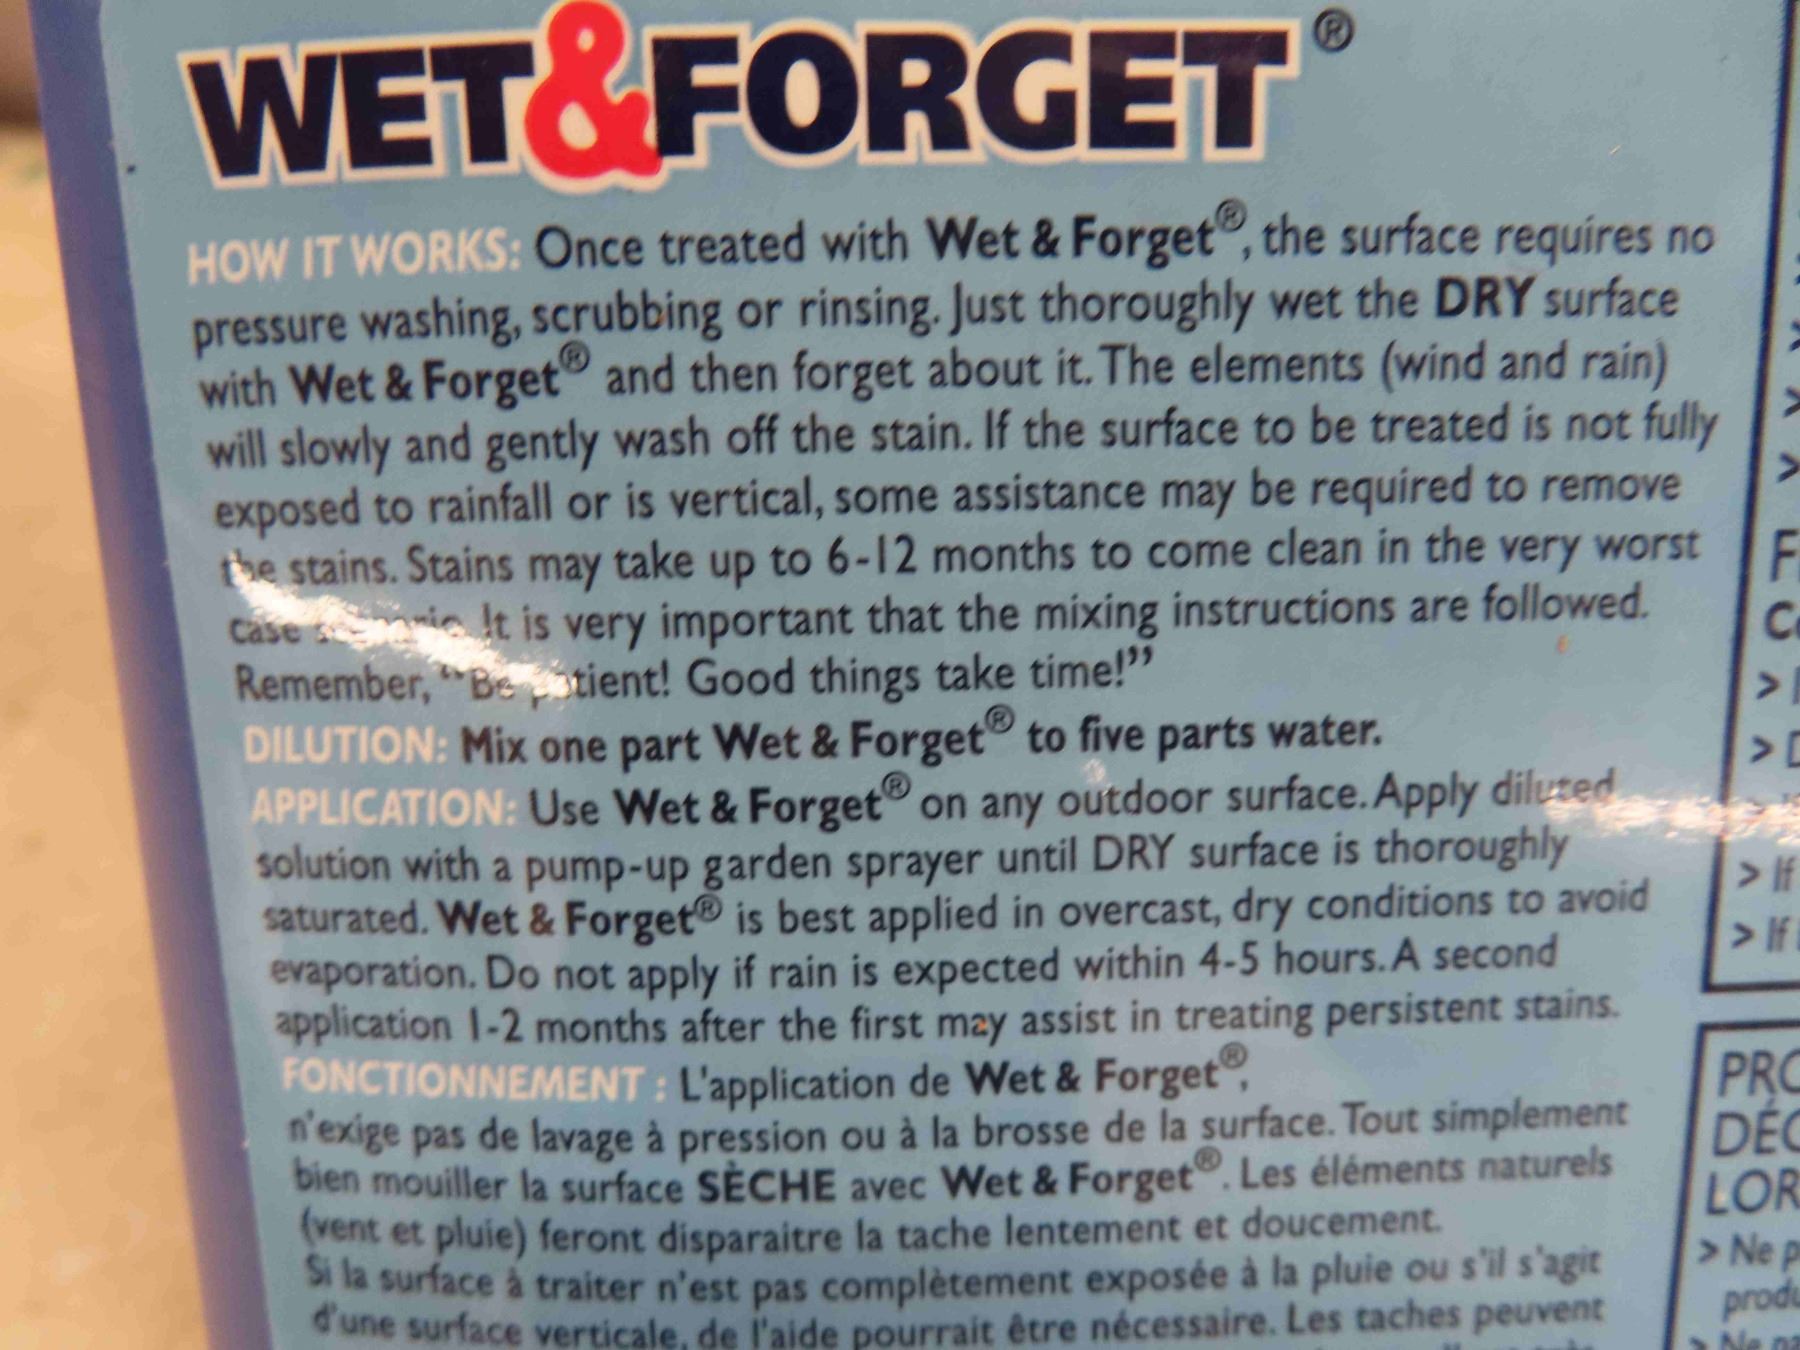 WET&FORGET®
HOW IT WORKS: Once treated with Wet & Forget®, the surface requires no
pressure washing, scrubbing or rinsing. Just thoroughly wet the DRY surface
with Wet & Forget® and then forget about it. The elements (wind and rain)
will slowly and gently wash off the stain. If the surface to be treated is not fully
exposed to rainfall or is vertical, some assistance may be required to remove
the stains. Stains may take up to 6-12 months to come clean in the very worst
case scenario. It is very important that the mixing instructions are followed.
Remember, "Be patient! Good things take time!”
DILUTION: Mix one part Wet & Forget® to five parts water.
APPLICATION: Use Wet & Forget® on any outdoor surface. Apply diluted
solution with a pump-up garden sprayer until DRY surface is thoroughly
saturated. Wet & Forget® is best applied in overcast, dry conditions to avoid
evaporation. Do not apply if rain is expected within 4-5 hours. A second
application 1-2 months after the first may assist in treating persistent stains.
FONCTIONNEMENT : L'application de Wet & Forget®,
n'exige pas de lavage à pression ou à la brosse de la surface. Tout simplement
bien mouiller la surface SÈCHE avec Wet & Forget®. Les éléments naturels
(vent et pluie) feront disparaitre la tache lentement et doucement.
Si la surface à traiter n'est pas complètement exposée à la pluie ou s'il s'agit
d'une surface verticale, de l'aide pourrait être nécessaire. Les taches peuvent
> If
> If
> Ne